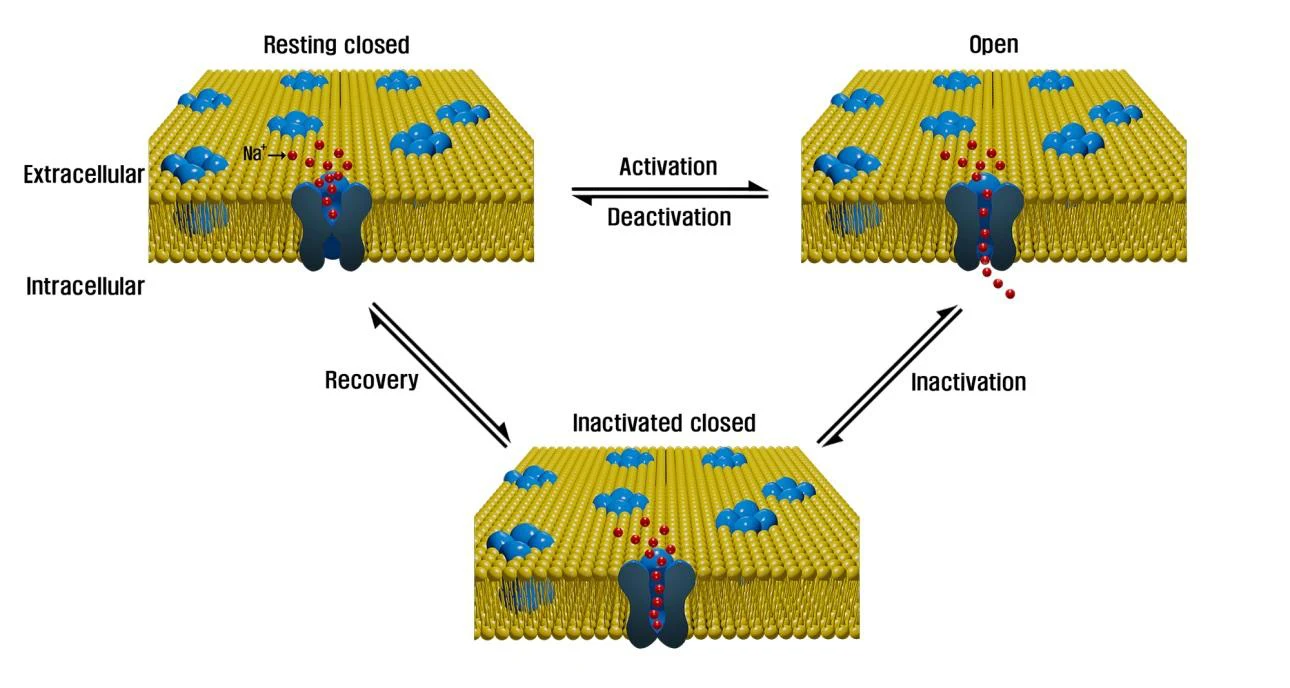 Resting closed
Open
Na⁺
Extracellular
Activation
Deactivation
Intracellular
Recovery
Inactivation
Inactivated closed